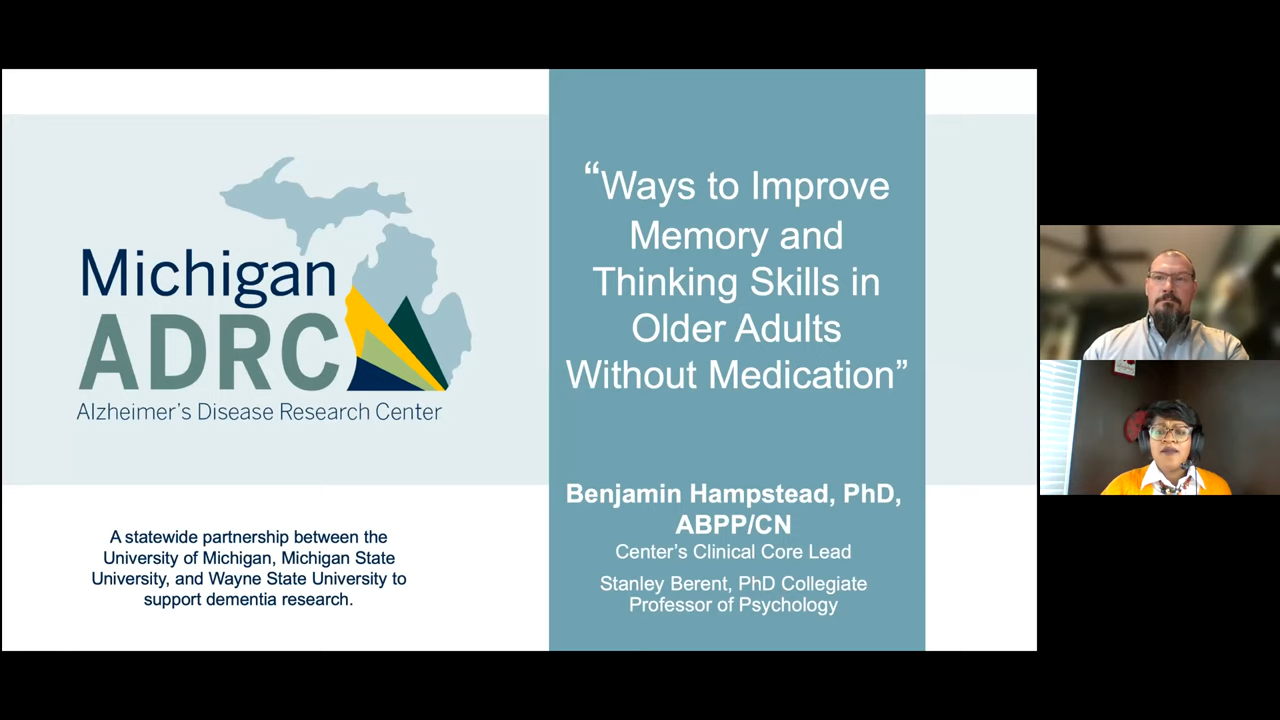 Michigan
ADRC
Alzheimer's Disease Research Center
A statewide partnership between the
University of Michigan, Michigan State
University, and Wayne State University to
support dementia research.
“Ways to Improve
Memory and
Thinking Skills in
Older Adults
Without Medication”
Benjamin Hampstead, PhD,
ABPP/CN
Center's Clinical Core Lead
Stanley Berent, PhD Collegiate
Professor of Psychology